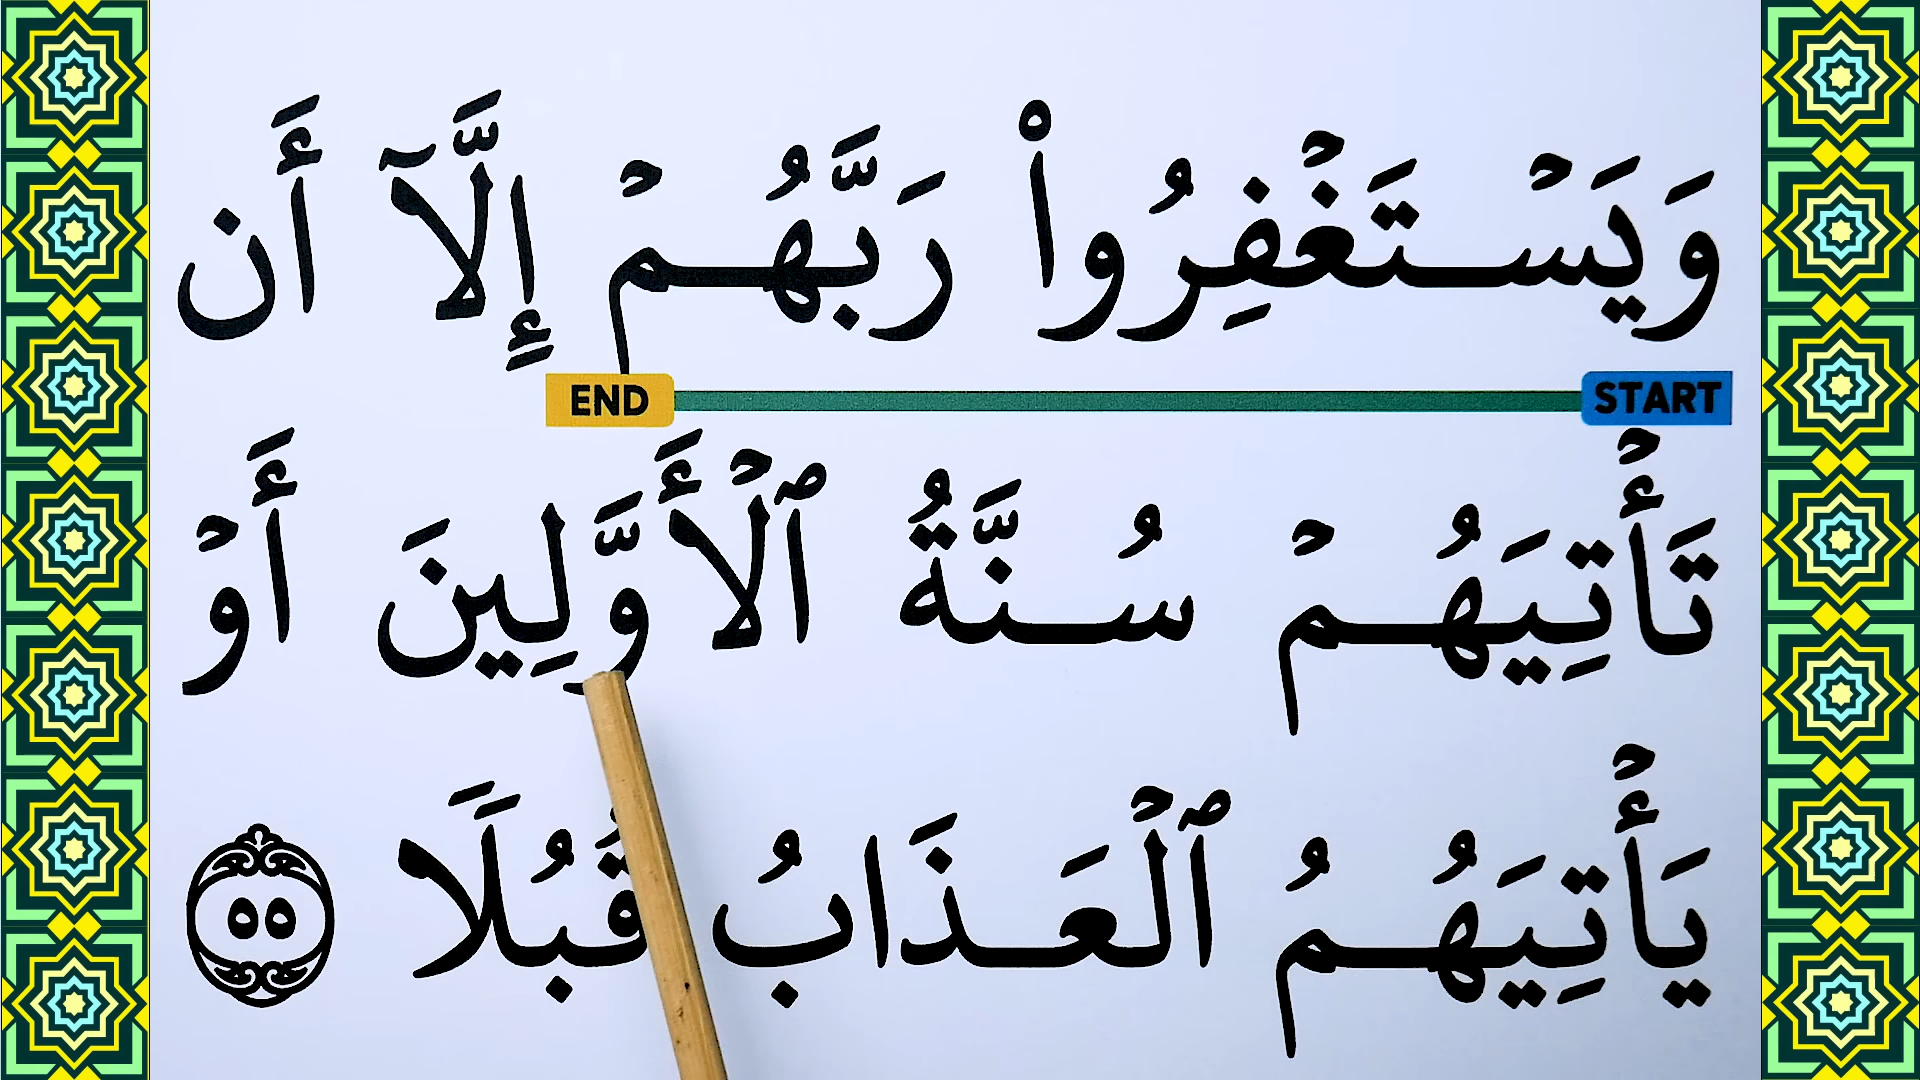 وَيَسۡتَغۡفِرُواْ رَبَّهُمۡ إِلَّآ أَن
END START
تَأۡتِيَهُمۡ سُنَّةُ ٱلۡأَوَّلِينَ أَوۡ
يَأۡتِيَهُمُ ٱلۡعَذَابُ قُبُلٗا ٥٥